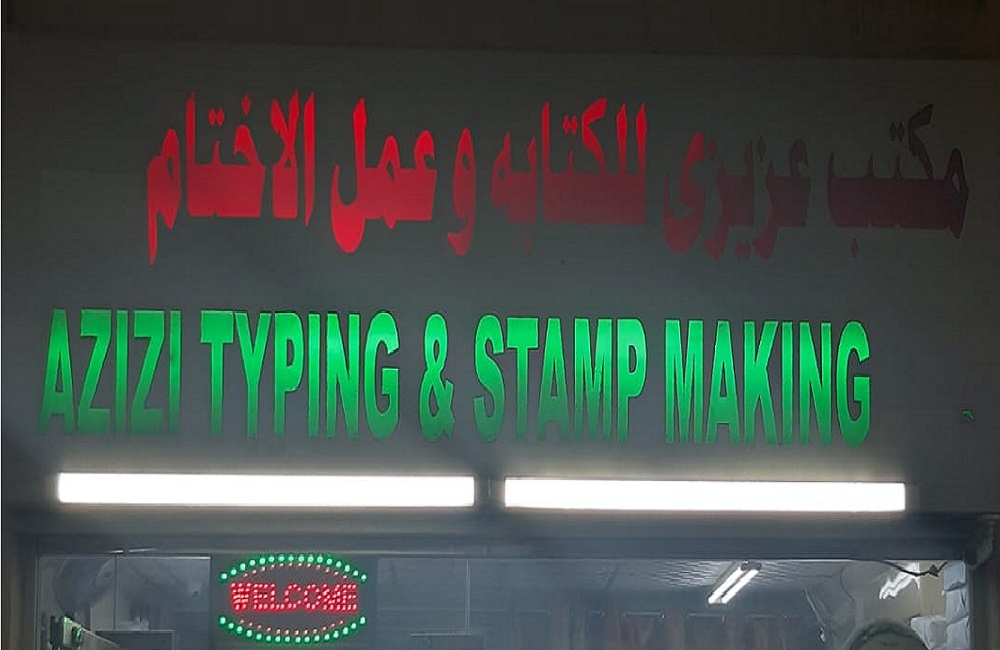 مكتب عزيزى للكتابه و عمل الاختام
AZIZI TYPING & STAMP MAKING
WELCOME